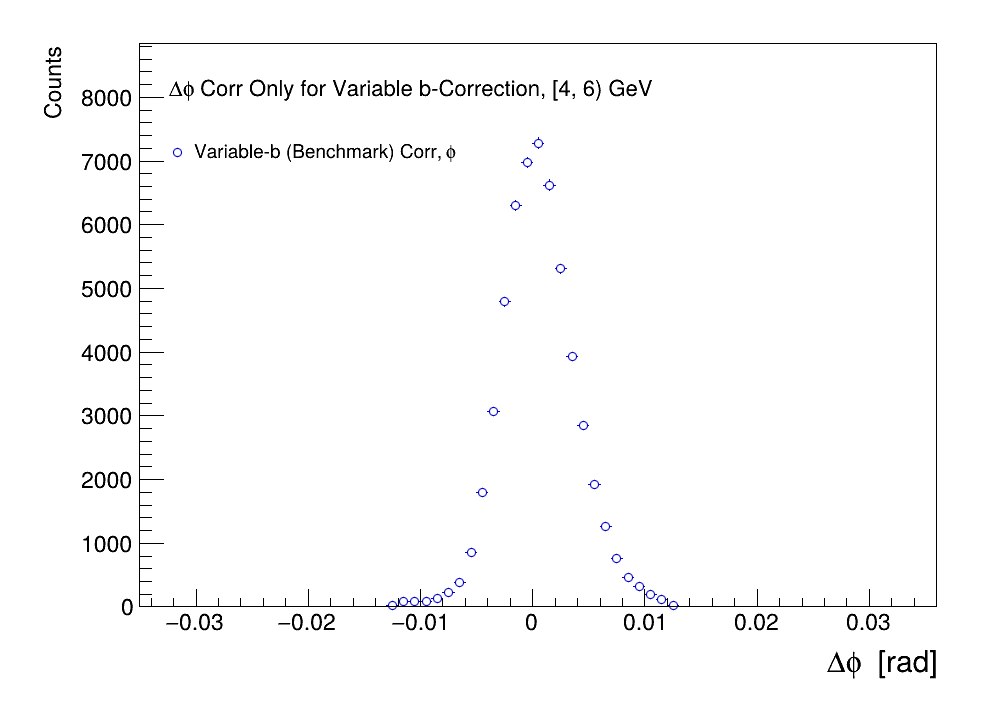 Counts
Δϕ Corr Only for Variable b-Correction, [4, 6) GeV
Variable-b (Benchmark) Corr, ϕ
8000
7000
6000
5000
4000
3000
2000
1000
0
−0.03 −0.02 −0.01 0 0.01 0.02 0.03
Δϕ [rad]